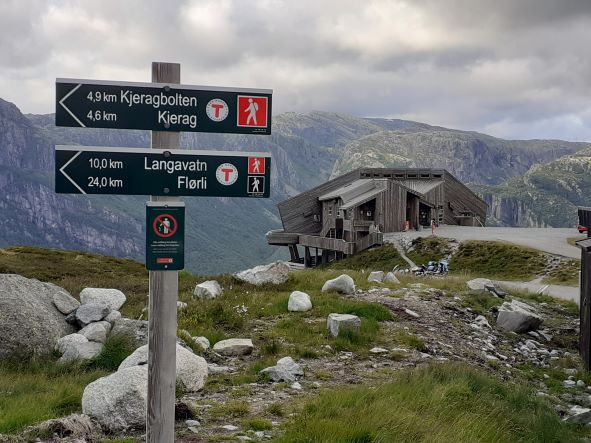 4,9 km Kjeragbolten
4,6 km Kjerag
T
10,0 km Langavatn
24,0 km Flørli
T